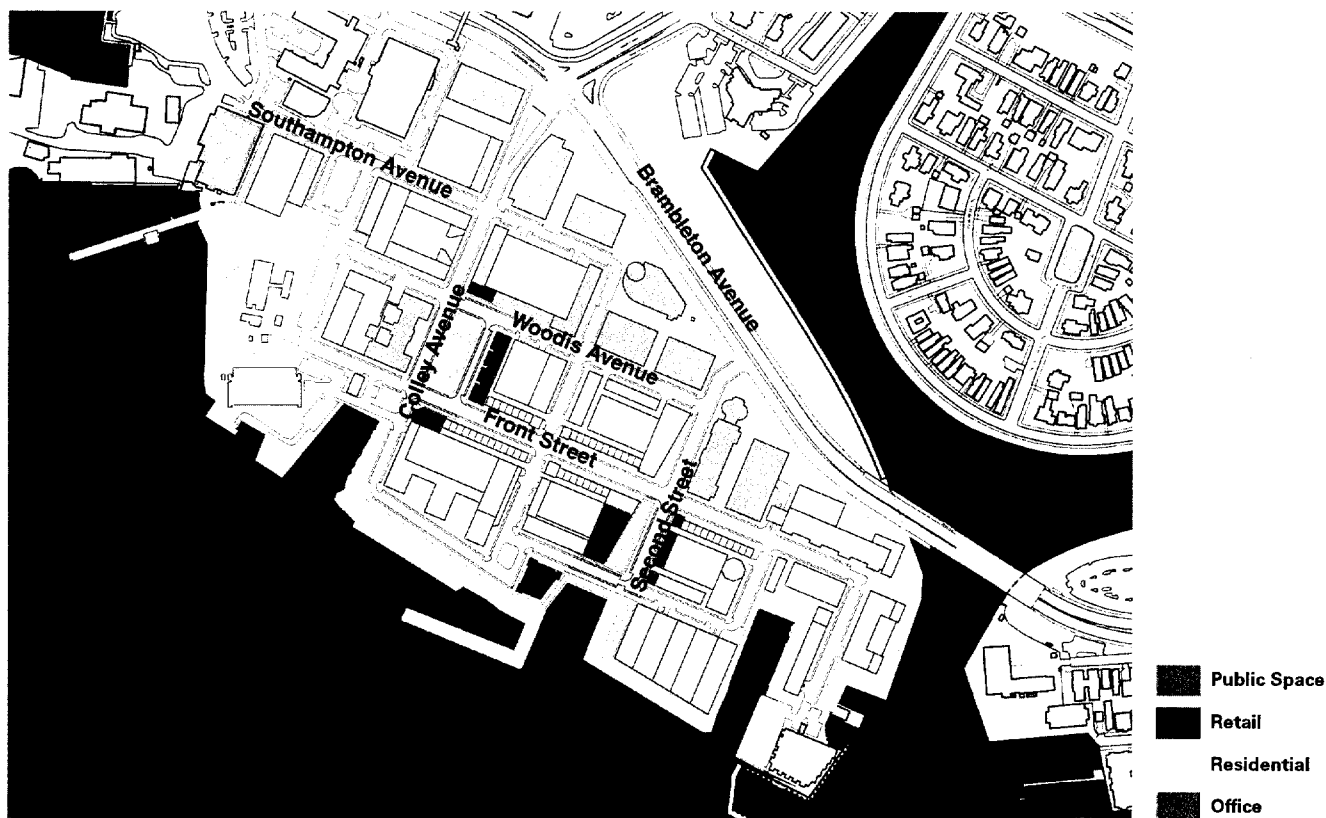 Southampton Avenue
Brambleton Avenue
Colley Avenue
Woodis Avenue
Front Street
Second Street
Public Space
Retail
Residential
Office